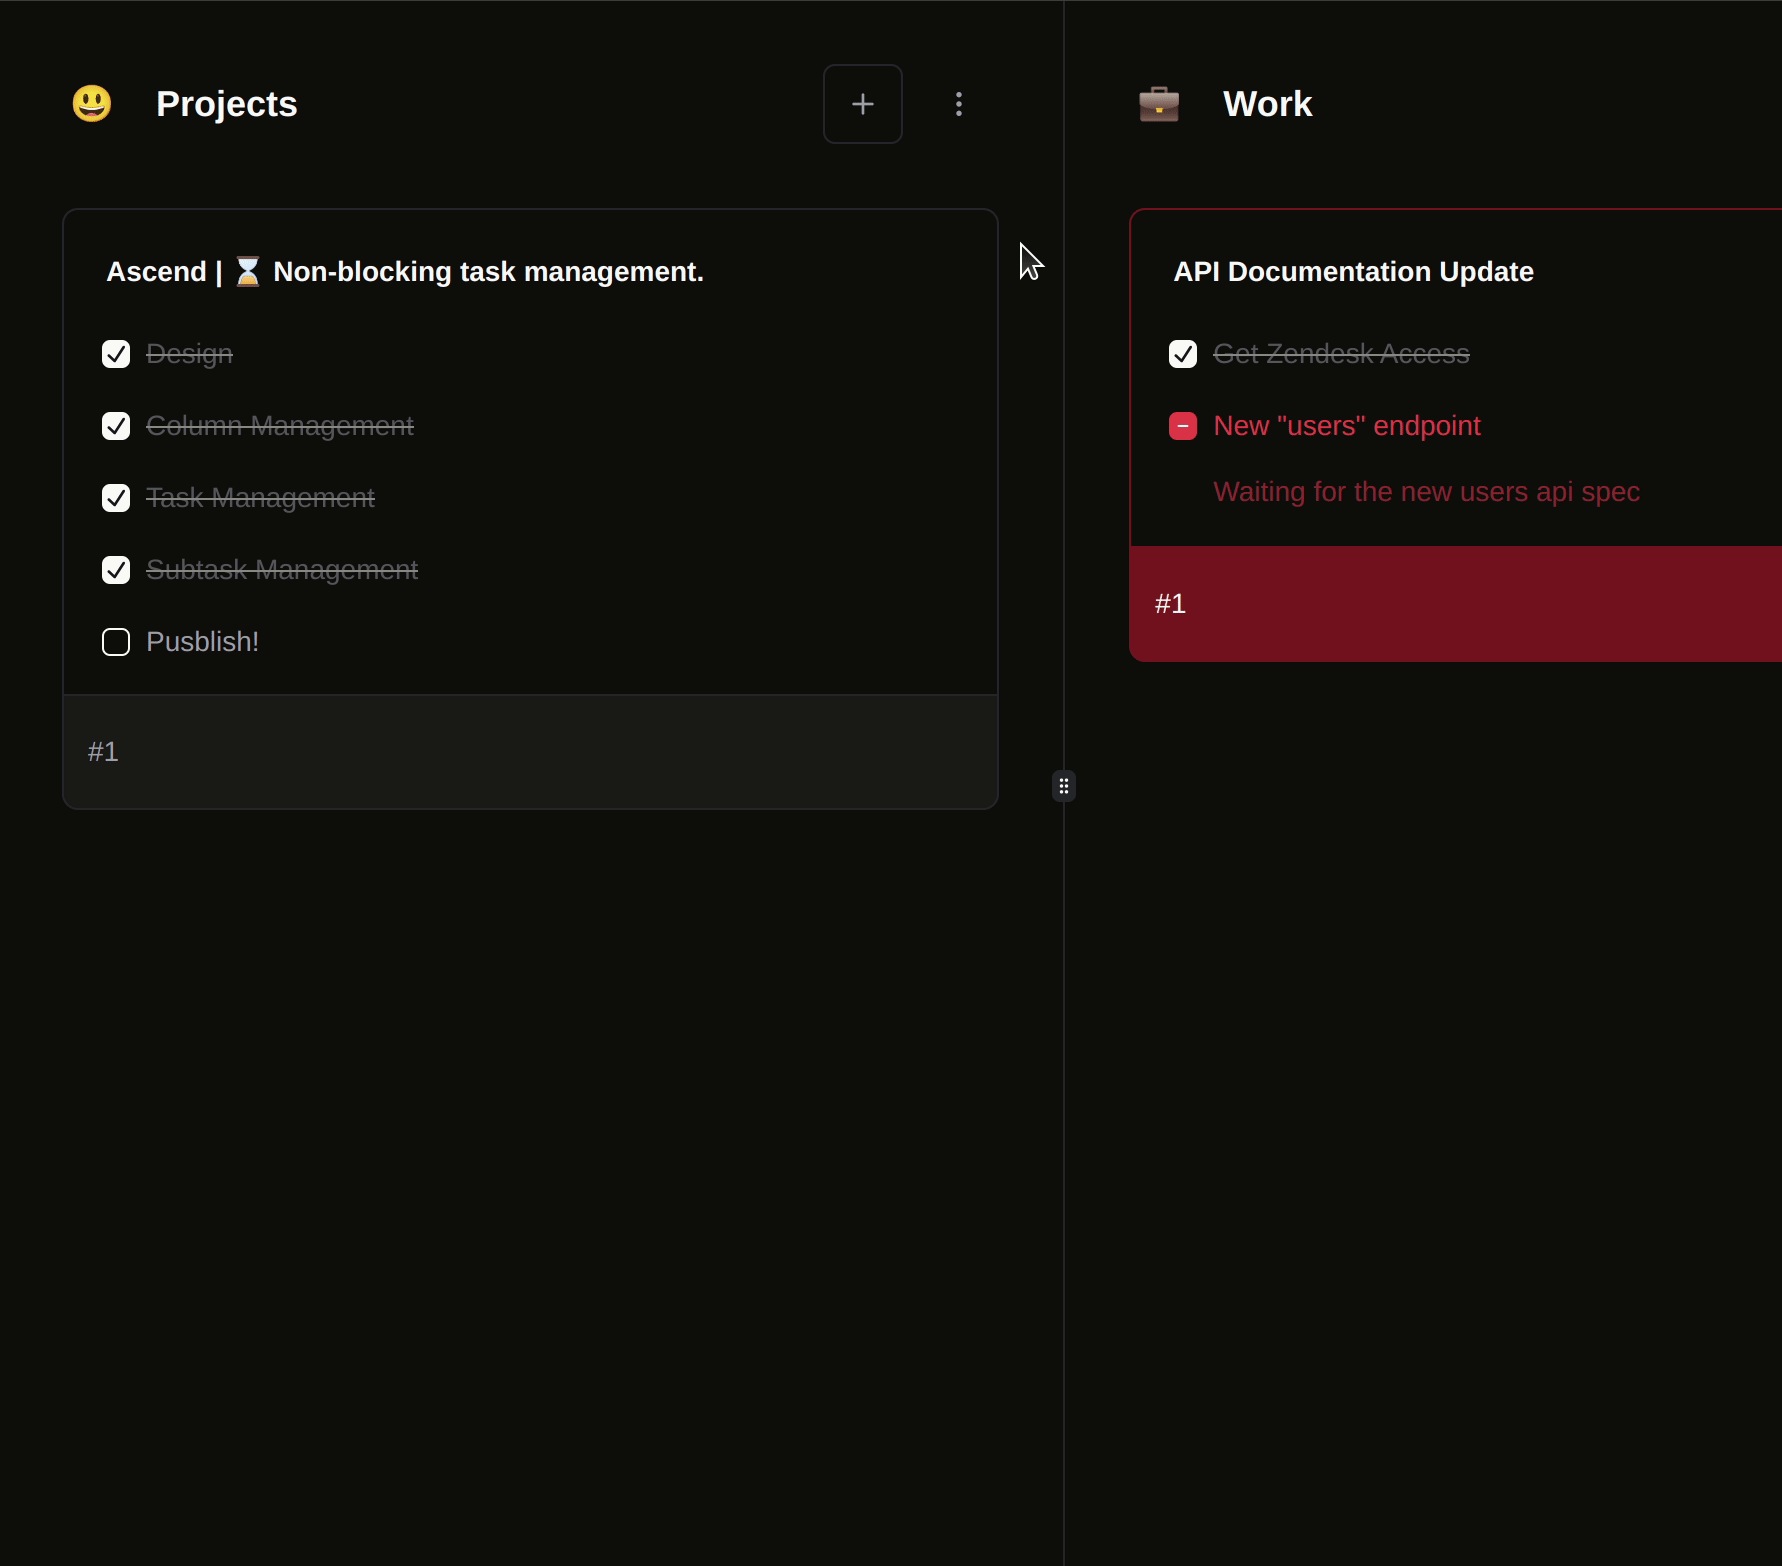 😃 Projects
Ascend | ⌛ Non-blocking task management.
Design
Column Management
Task Management
Subtask Management
Pusblish!
#1
💼 Work
API Documentation Update
Get Zendesk Access
New "users" endpoint
Waiting for the new users api spec
#1